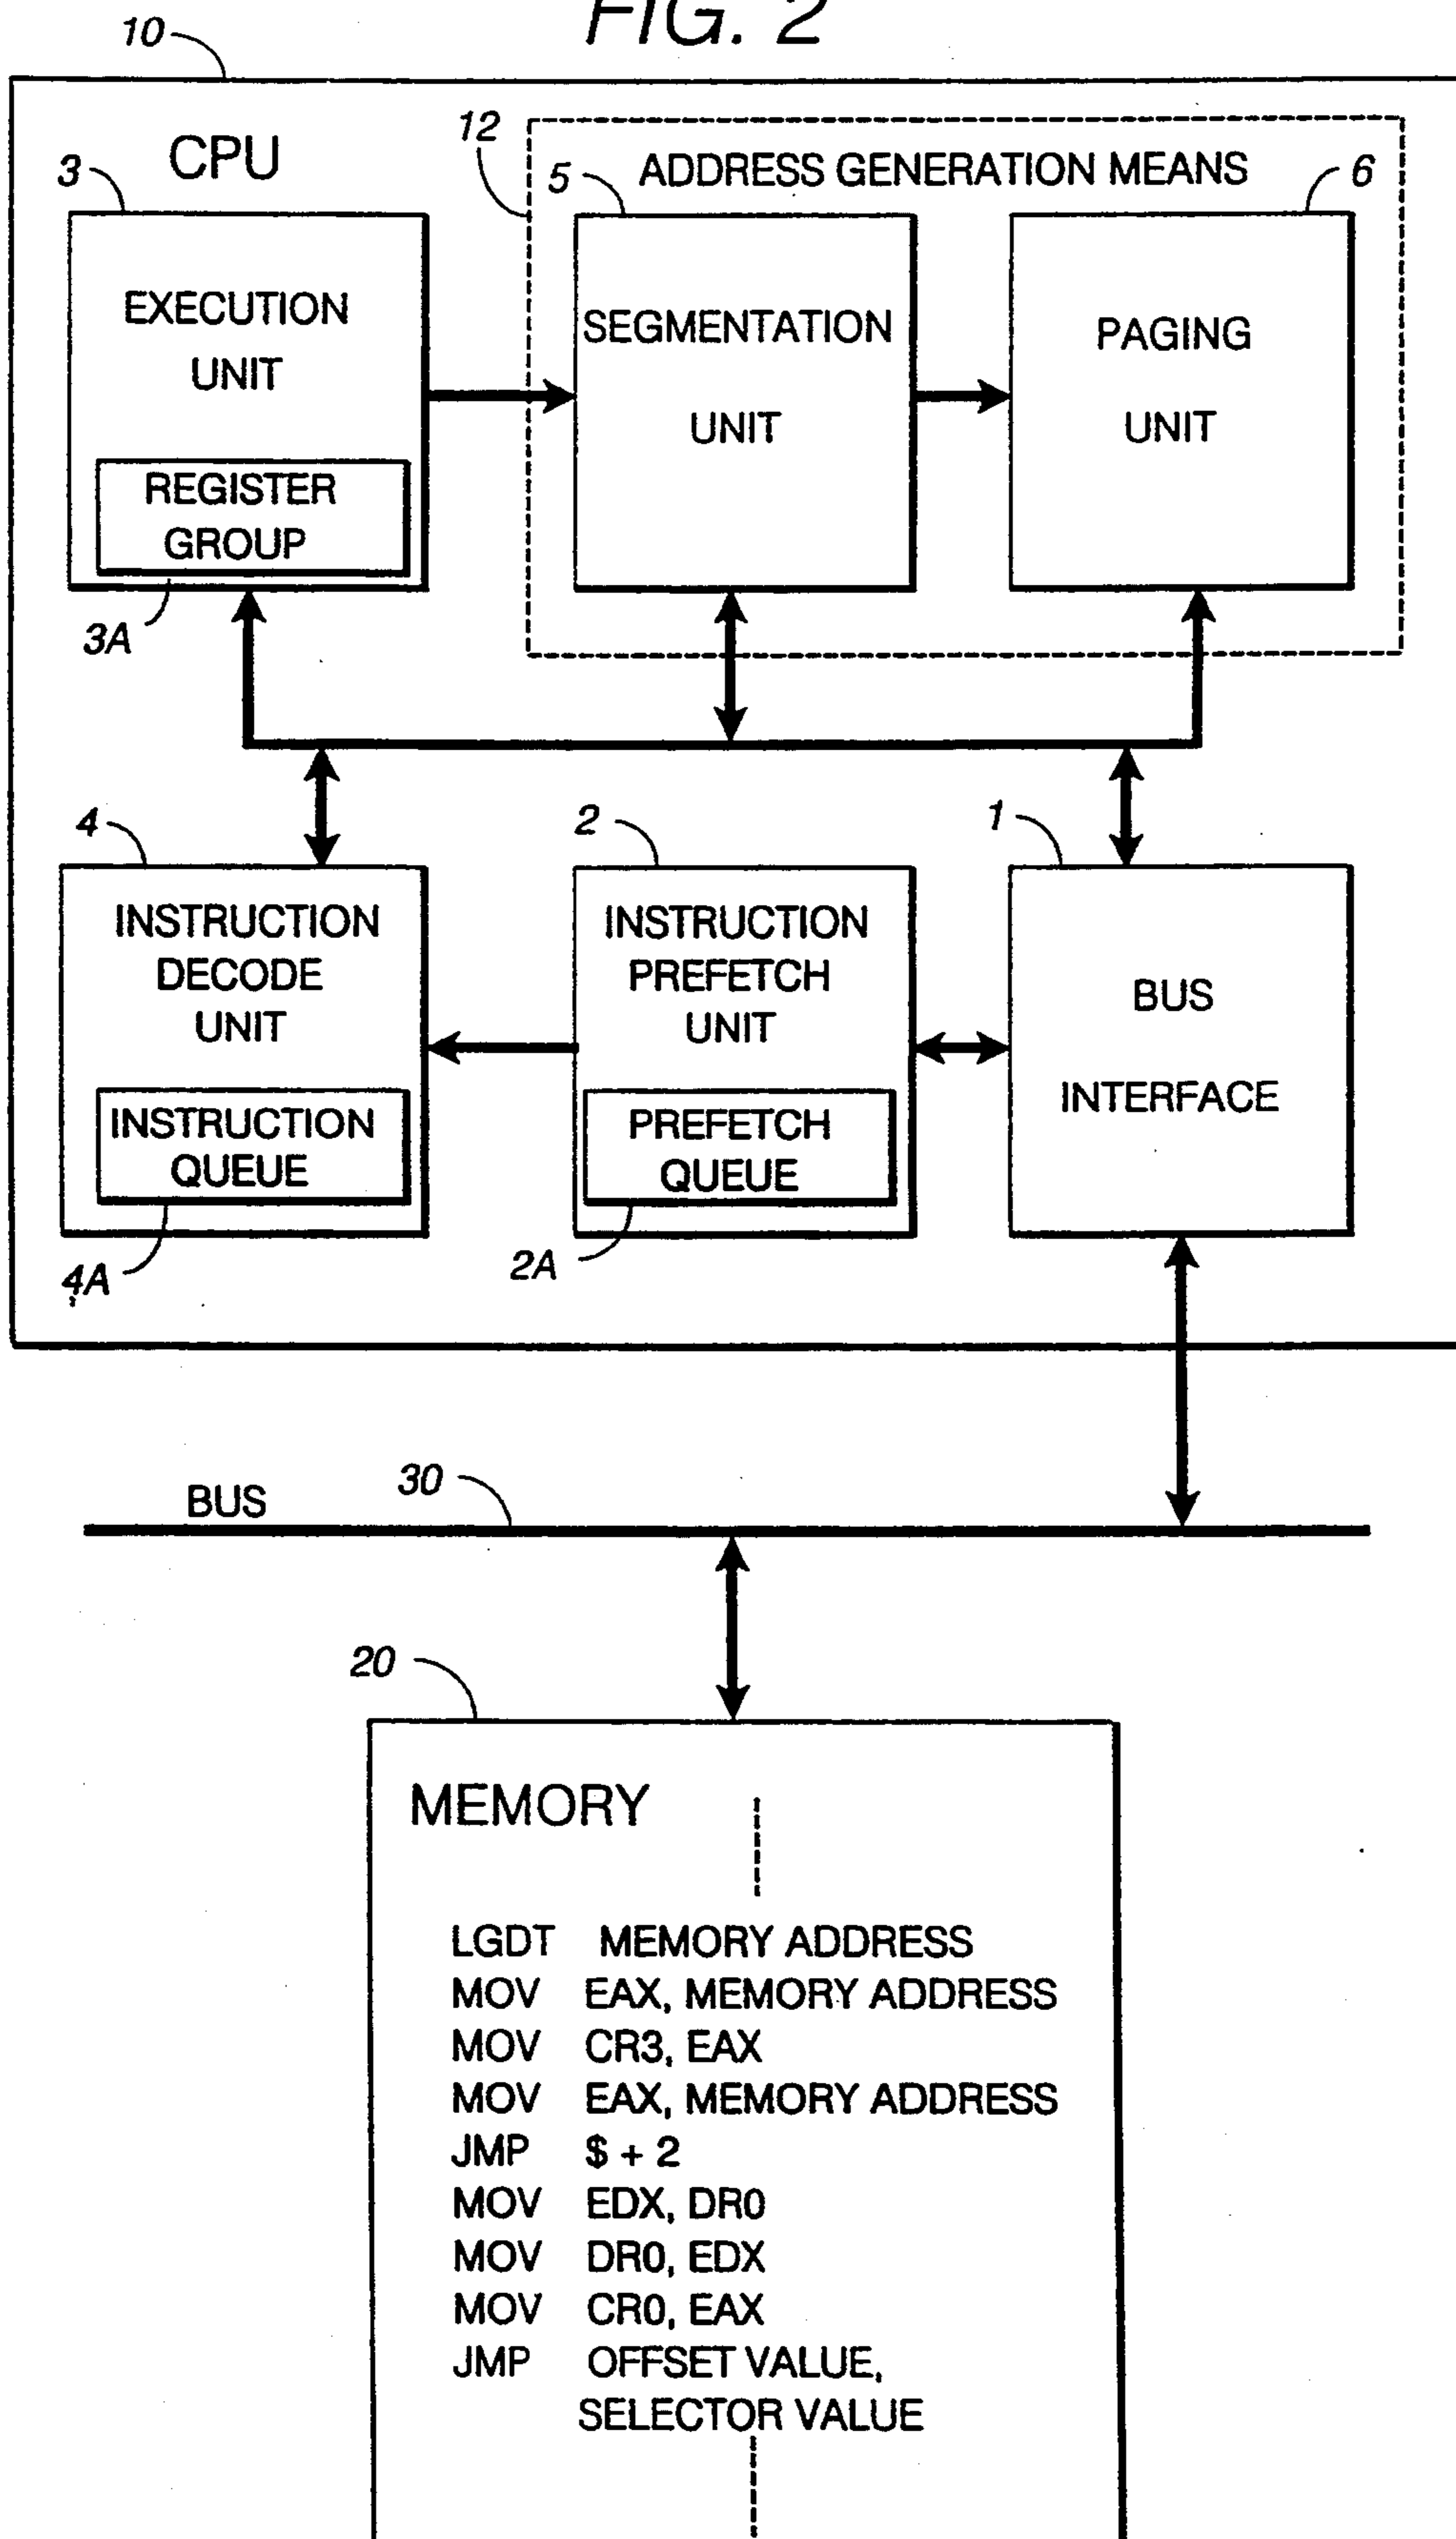 FIG. 2
10
CPU
12
ADDRESS GENERATION MEANS
3
5
6
EXECUTION
UNIT
SEGMENTATION
UNIT
PAGING
UNIT
REGISTER
GROUP
3A
4
2
1
INSTRUCTION
DECODE
UNIT
INSTRUCTION
PREFETCH
UNIT
BUS
INTERFACE
INSTRUCTION
QUEUE
PREFETCH
QUEUE
4A
2A
BUS
30
20
MEMORY
LGDT MEMORY ADDRESS
MOV EAX, MEMORY ADDRESS
MOV CR3, EAX
MOV EAX, MEMORY ADDRESS
JMP $ + 2
MOV EDX, DR0
MOV DR0, EDX
MOV CR0, EAX
JMP OFFSET VALUE,
SELECTOR VALUE